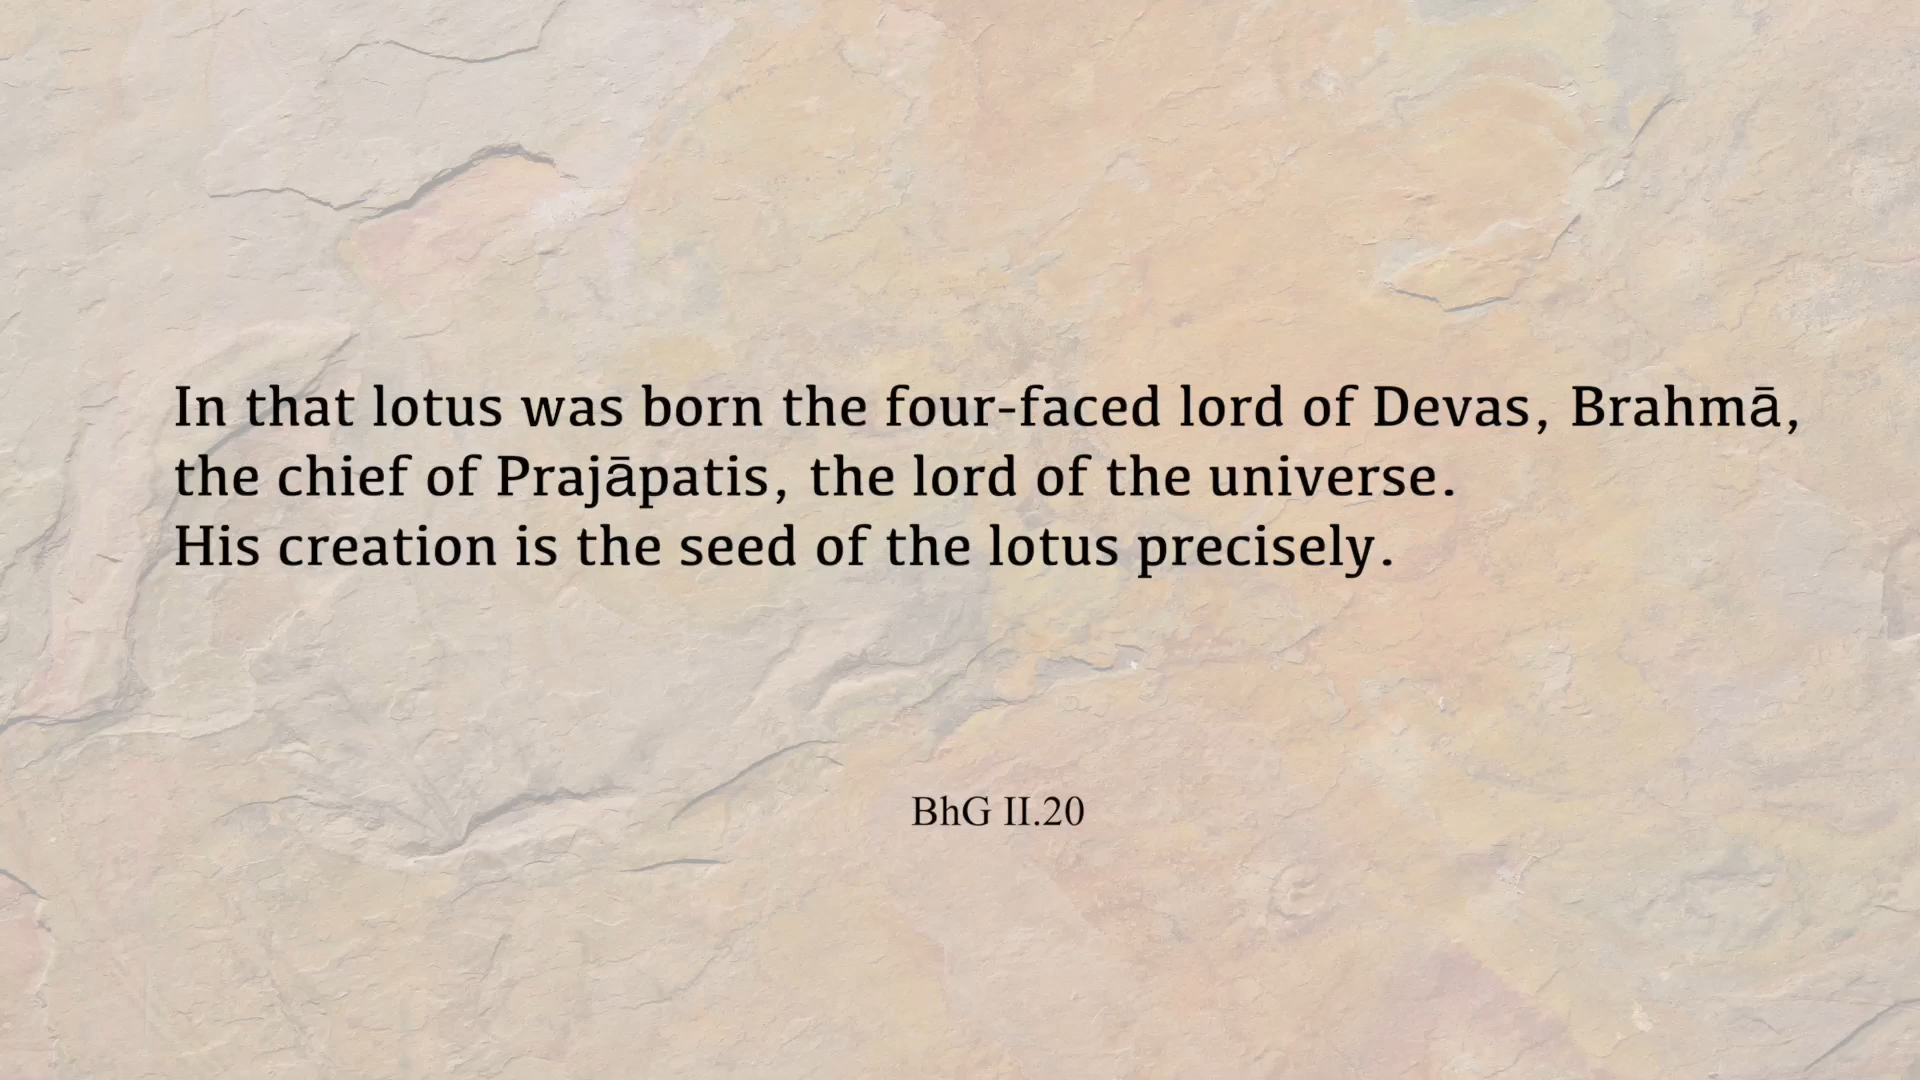 In that lotus was born the four-faced lord of Devas, Brahmā,
the chief of Prajāpatis, the lord of the universe.
His creation is the seed of the lotus precisely.
BhG II.20